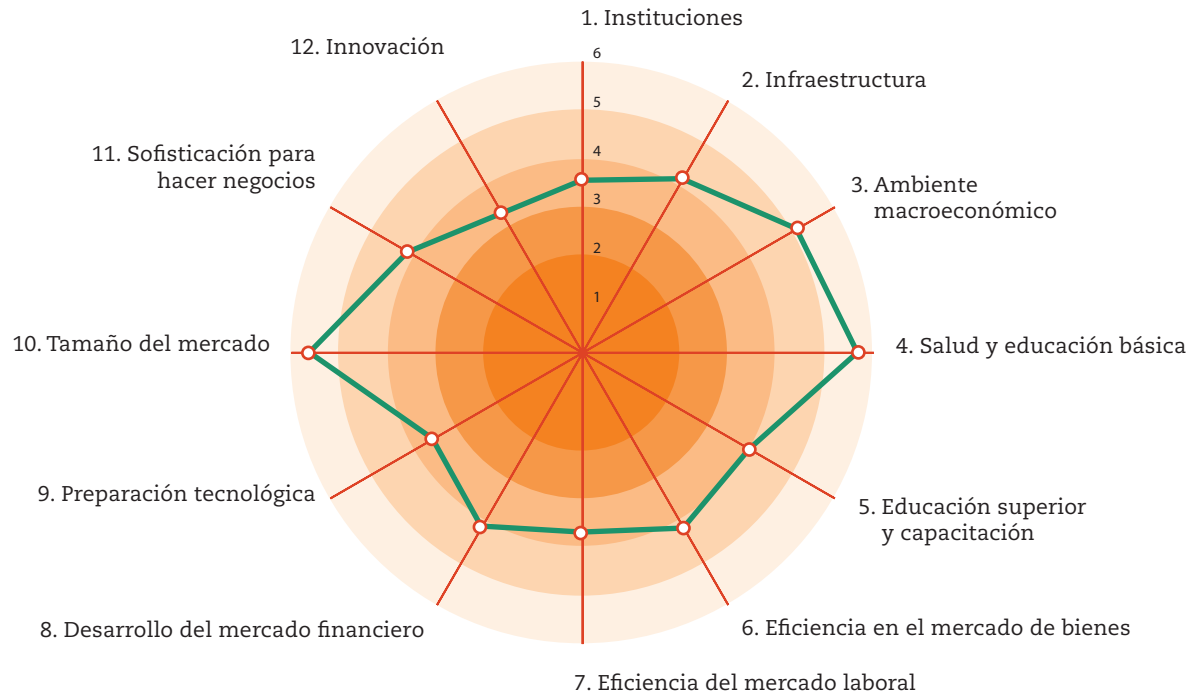 1. Instituciones
2. Infraestructura
3. Ambiente
macroeconómico
4. Salud y educación básica
5. Educación superior
y capacitación
6. Eficiencia en el mercado de bienes
7. Eficiencia del mercado laboral
8. Desarrollo del mercado financiero
9. Preparación tecnológica
10. Tamaño del mercado
11. Sofisticación para
hacer negocios
12. Innovación
6
5
4
3
2
1